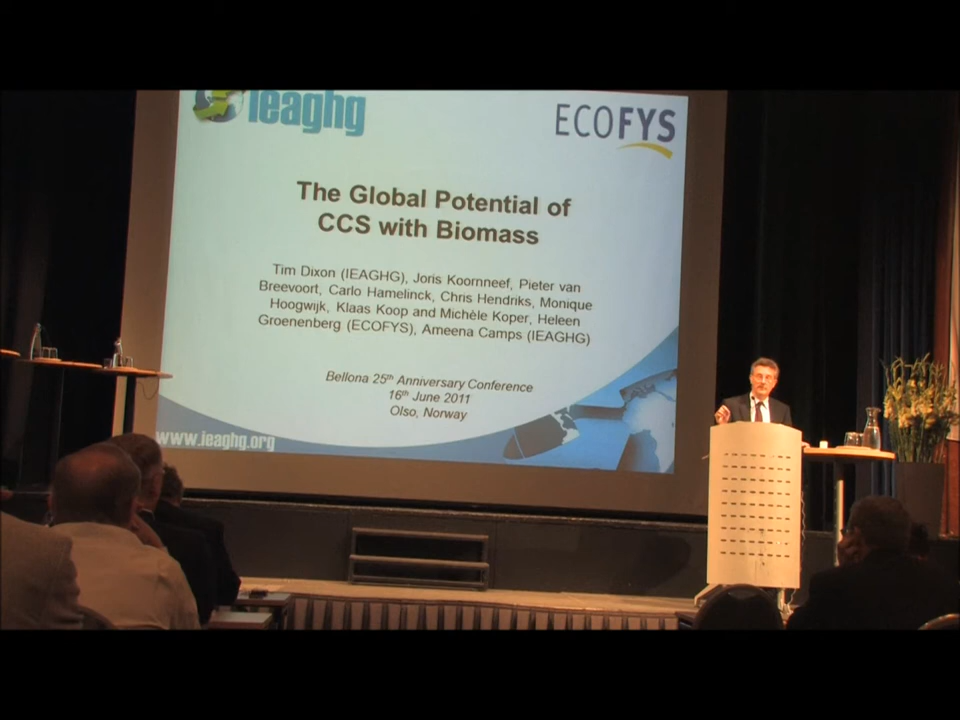 ieaghg
ECOFYS
The Global Potential of
CCS with Biomass
Tim Dixon (IEAGHG), Joris Koornneef, Pieter van
Breevoort, Carlo Hamelinck, Chris Hendriks, Monique
Hoogwijk, Klaas Koop and Michèle Koper, Heleen
Groenenberg (ECOFYS), Ameena Camps (IEAGHG)
Bellona 25th Anniversary Conference
16th June 2011
Olso, Norway
www.ieaghg.org